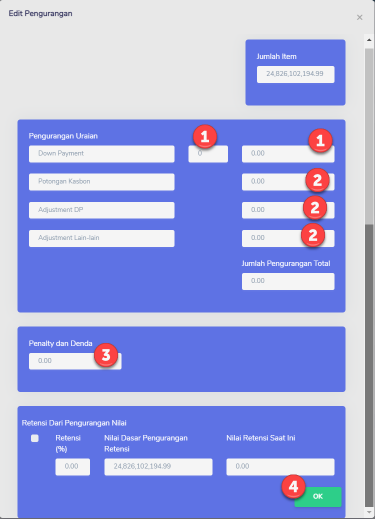 Edit Pengurangan
×
Jumlah Item
24,826,102,194.99
Pengurangan Uraian
1 1
Down Payment 0 0.00
Potongan Kasbon 0.00 2
Adjustment DP 0.00 2
Adjustment Lain-lain 0.00 2
Jumlah Pengurangan Total
0.00
Penalty dan Denda
0.00 3
Retensi Dari Pengurangan Nilai
Retensi (%) Nilai Dasar Pengurangan Retensi Nilai Retensi Saat Ini
0.00 24,826,102,194.99 0.00
4 OK